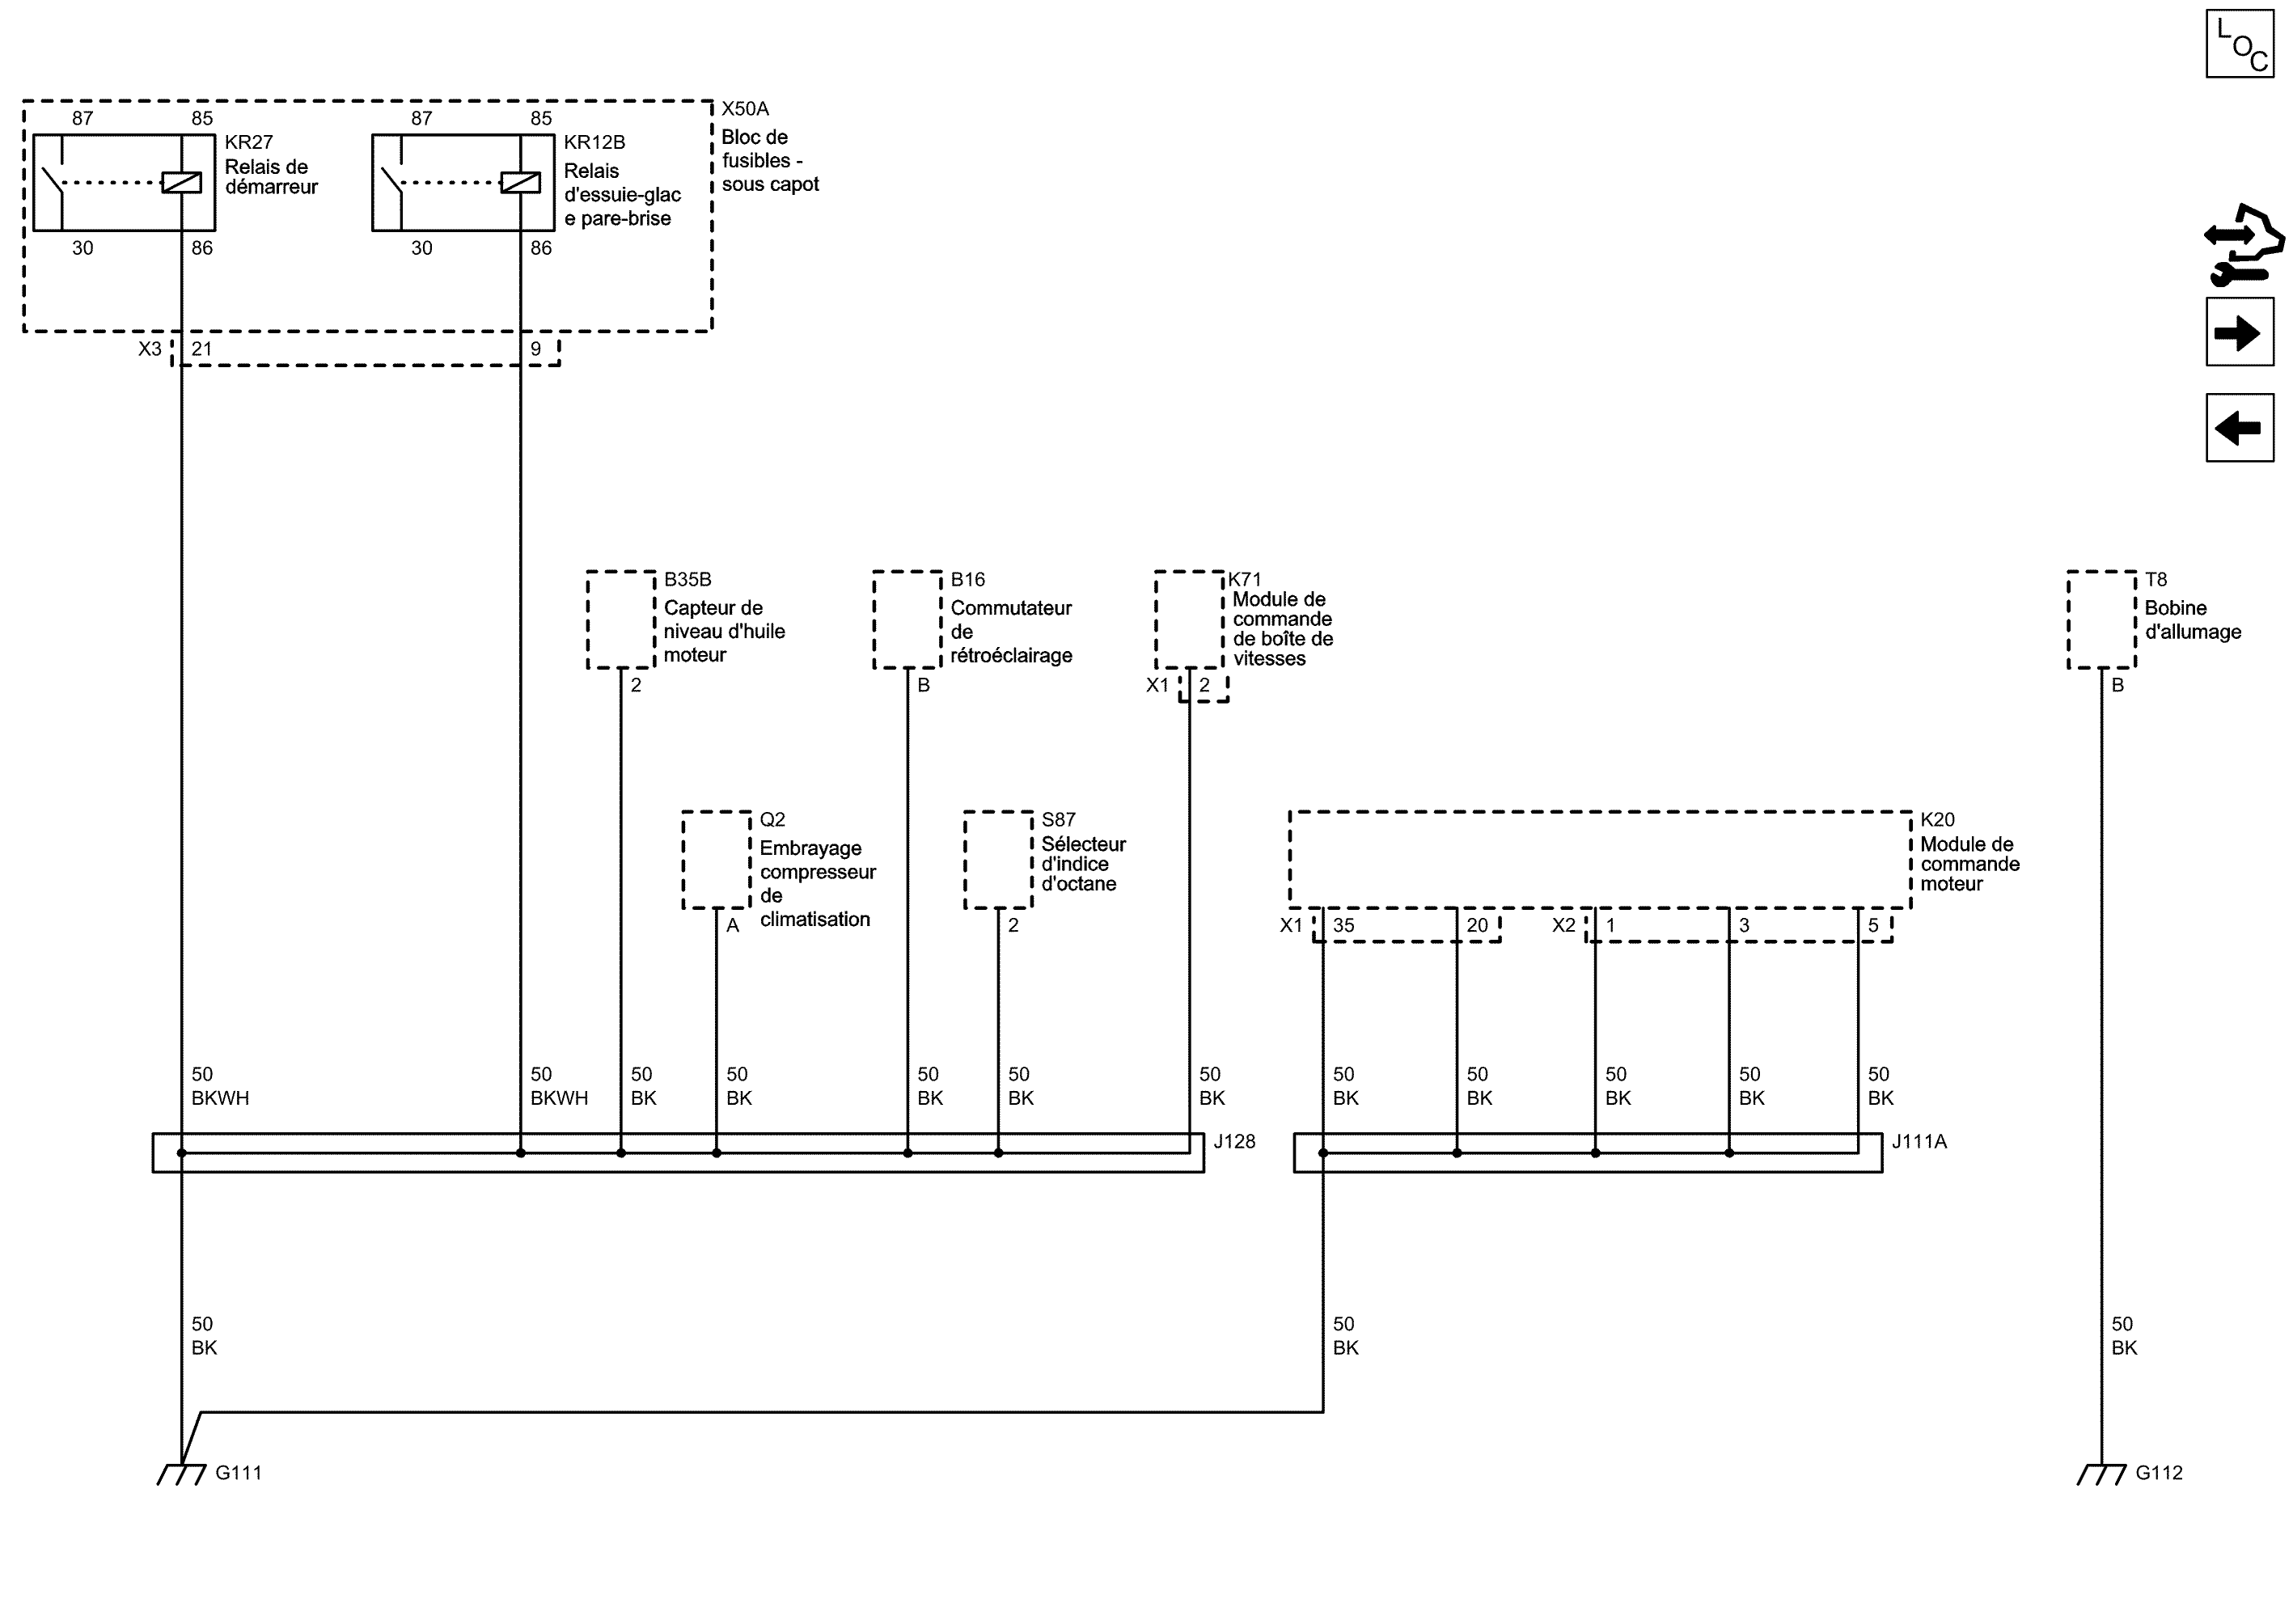 LOC
X50A
Bloc de
fusibles -
sous capot
87
85
KR27
Relais de
démarreur
30
86
87
85
KR12B
Relais
d'essuie-glac
e pare-brise
30
86
X3
21
9
B35B
Capteur de
niveau d'huile
moteur
2
B16
Commutateur
de
rétroéclairage
B
K71
Module de
commande
de boîte de
vitesses
X1
2
T8
Bobine
d'allumage
B
Q2
Embrayage
compresseur
de
climatisation
A
S87
Sélecteur
d'indice
d'octane
2
K20
Module de
commande
moteur
X1
35
20
X2
1
3
5
50
BKWH
50
BKWH
50
BK
50
BK
50
BK
50
BK
50
BK
50
BK
50
BK
50
BK
50
BK
50
BK
J128
J111A
50
BK
50
BK
50
BK
G111
G112